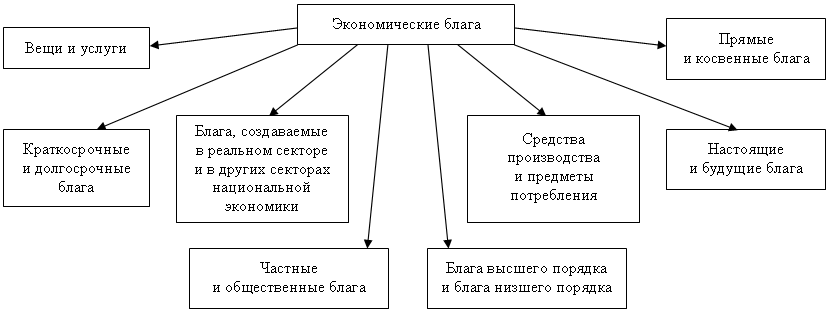 Экономические блага
Вещи и услуги
Прямые
и косвенные блага
Краткосрочные
и долгосрочные
блага
Блага, создаваемые
в реальном секторе
и в других секторах
национальной
экономики
Средства
производства
и предметы
потребления
Настоящие
и будущие блага
Частные
и общественные блага
Блага высшего порядка
и блага низшего порядка